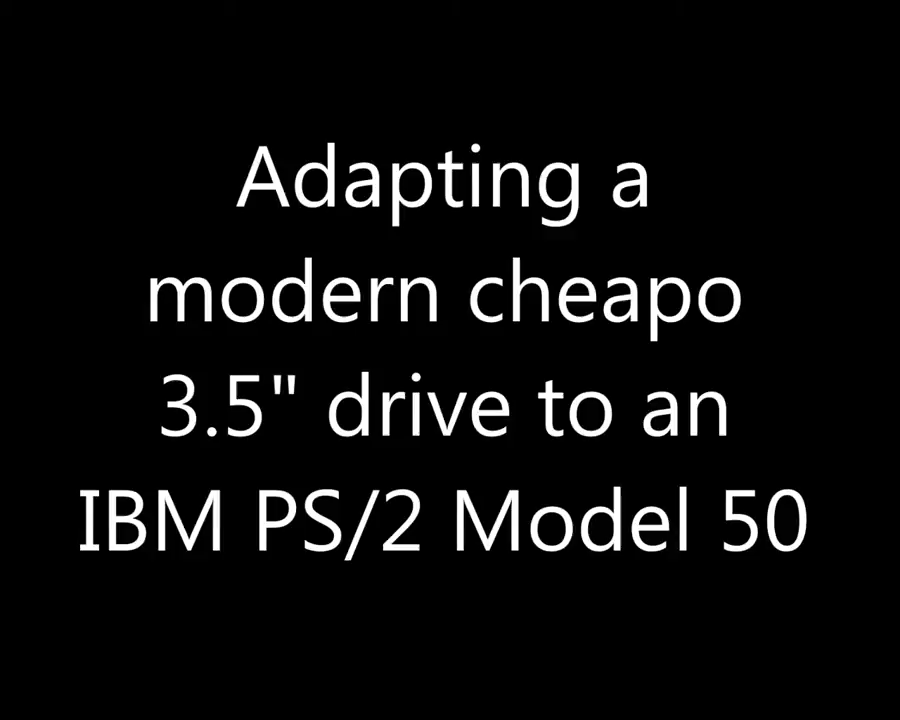 Adapting a
modern cheapo
3.5" drive to an
IBM PS/2 Model 50